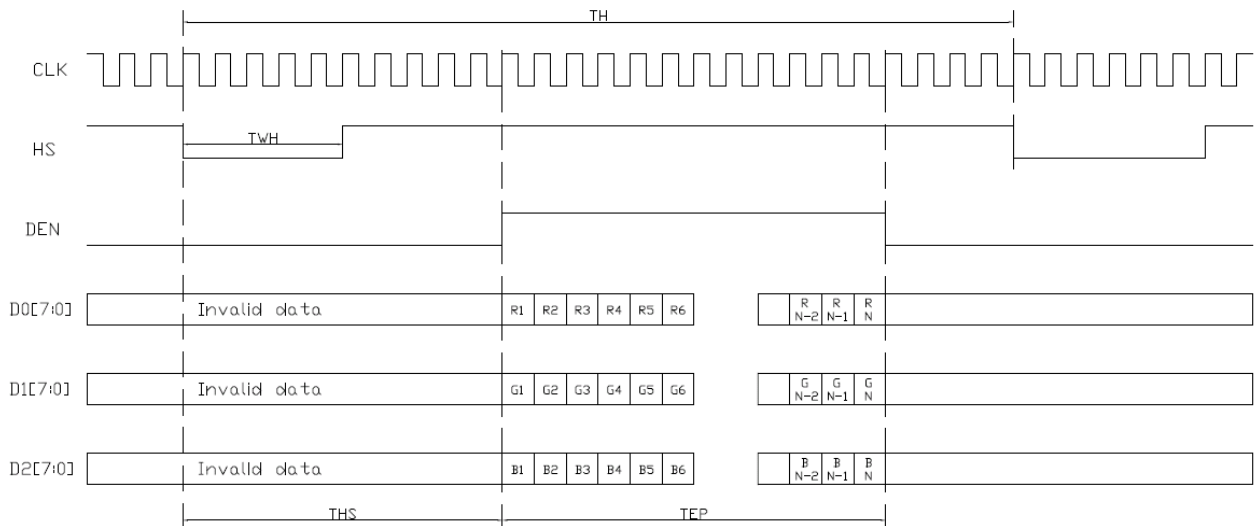 TH
CLK
TWH
HS
DEN
D0[7:0] Invalid data R1 R2 R3 R4 R5 R6 R N-2 R N-1 R N
D1[7:0] Invalid data G1 G2 G3 G4 G5 G6 G N-2 G N-1 G N
D2[7:0] Invalid data B1 B2 B3 B4 B5 B6 B N-2 B N-1 B N
THS TEP